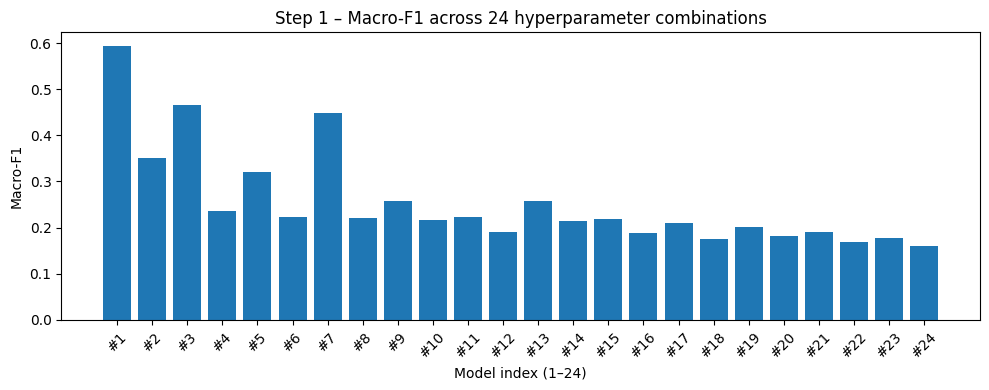 Step 1 – Macro-F1 across 24 hyperparameter combinations
Macro-F1
0.6
0.5
0.4
0.3
0.2
0.1
0.0
#1 #2 #3 #4 #5 #6 #7 #8 #9 #10 #11 #12 #13 #14 #15 #16 #17 #18 #19 #20 #21 #22 #23 #24
Model index (1–24)